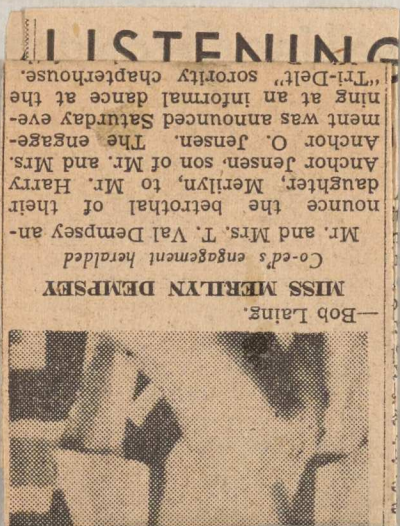 LISTENING
—Bob Laing.
MISS MERILYN DEMPSEY
Co-ed's engagement heralded
Mr. and Mrs. T. Val Dempsey an-
nounce the betrothal of their
daughter, Merilyn, to Mr. Harry
Anchor Jensen, son of Mr. and Mrs.
Anchor O. Jensen. The engage-
ment was announced Saturday eve-
ning at an informal dance at the
"Tri-Delt" sorority chapterhouse.